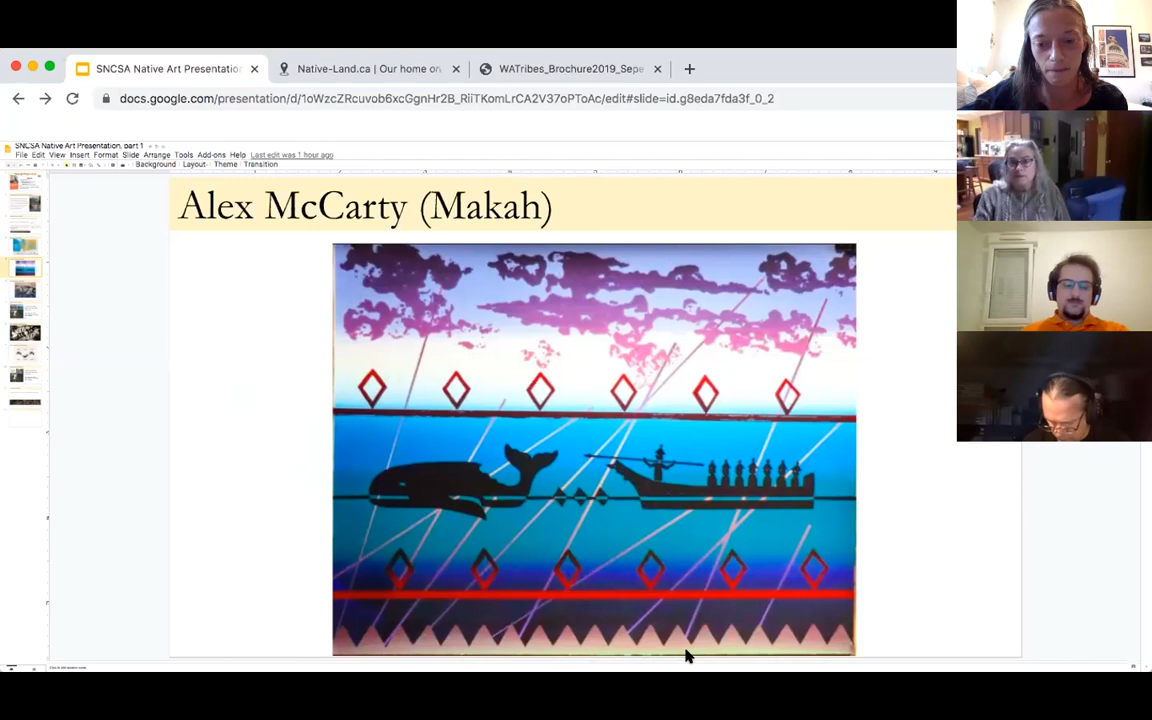 SNCSA Native Art Presentation
Native-Land.ca | Our home on
WATribes_Brochure2019_Sepe
docs.google.com/presentation/d/1oWzcZRcuvob6xcGgnHr2B_RiiTKomLrCA2V37oPToAc/edit#slide=id.g8eda7fda3f_0_2
SNCSA Native Art Presentation. part 1
File Edit View Insert Format Slide Arrange Tools Add-ons Help Last edit was 1 hour ago
Background Layout Theme Transition
Alex McCarty (Makah)